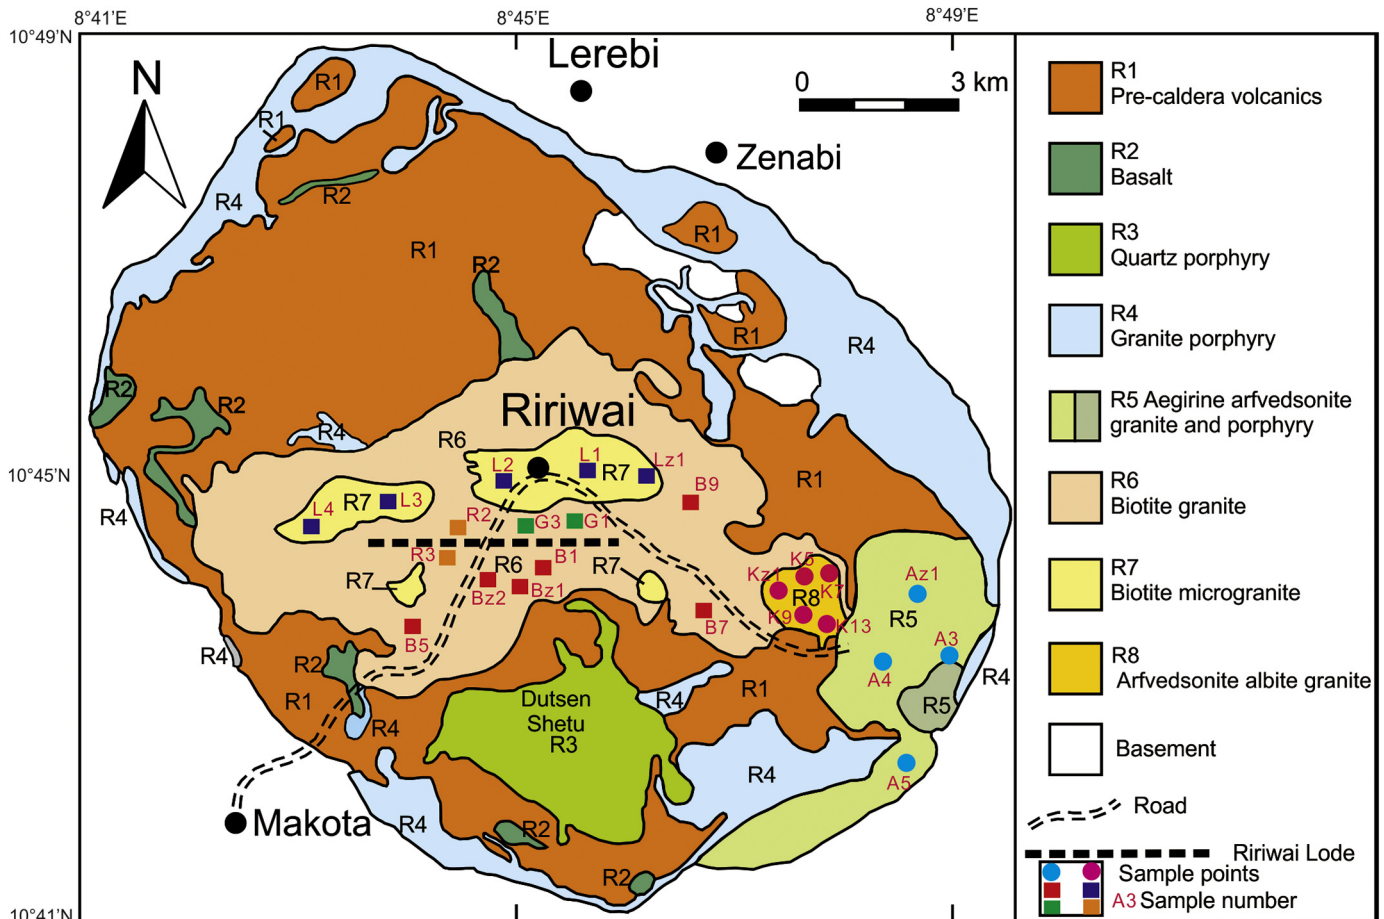 8°41'E
8°45'E
8°49'E
10°49'N
10°45'N
10°41'N
N
Lerebi
0
3 km
Zenabi
R1
R1
R4
R2
R1
R2
R1
R1
R4
R2
R2
R4
Ririwai
R6
R1
L2
L1
R7
Lz1
B9
R4
L4
R7
L3
R2
G3
G1
R3
R6
B1
R7
R7
Bz2
Bz1
B5
B7
K5
Kz1
K7
R8
K9
K13
Az1
R5
A3
A4
R5
R4
R4
R2
R1
R4
Dutsen
Shetu
R3
R4
R1
R4
A5
Makota
R4
R2
R2
R1
Pre-caldera volcanics
R2
Basalt
R3
Quartz porphyry
R4
Granite porphyry
R5 Aegirine arfvedsonite
granite and porphyry
R6
Biotite granite
R7
Biotite microgranite
R8
Arfvedsonite albite granite
Basement
Road
Ririwai Lode
Sample points
A3 Sample number